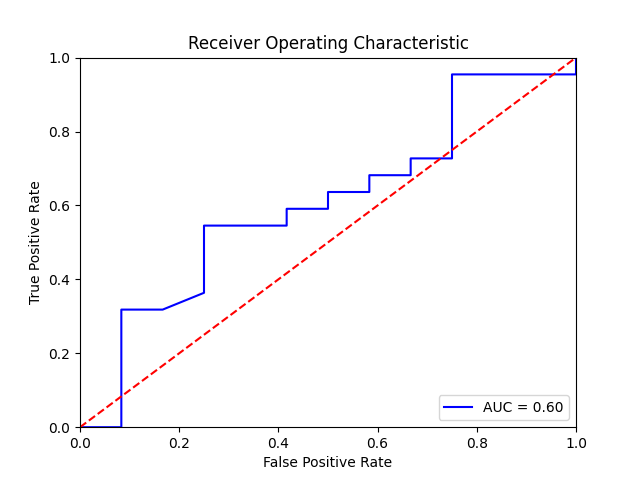 Receiver Operating Characteristic
True Positive Rate
1.0
0.8
0.6
0.4
0.2
0.0
AUC = 0.60
0.0 0.2 0.4 0.6 0.8 1.0
False Positive Rate